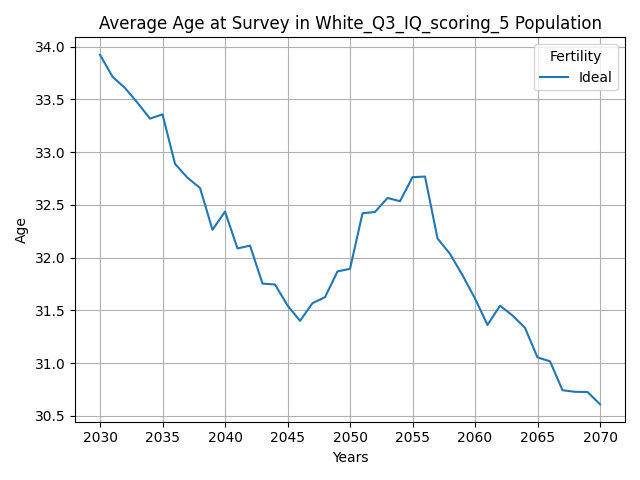 Average Age at Survey in White_Q3_IQ_scoring_5 Population
34.0
33.5
33.0
32.5
32.0
31.5
31.0
30.5
Age
Fertility
Ideal
2030 2035 2040 2045 2050 2055 2060 2065 2070
Years